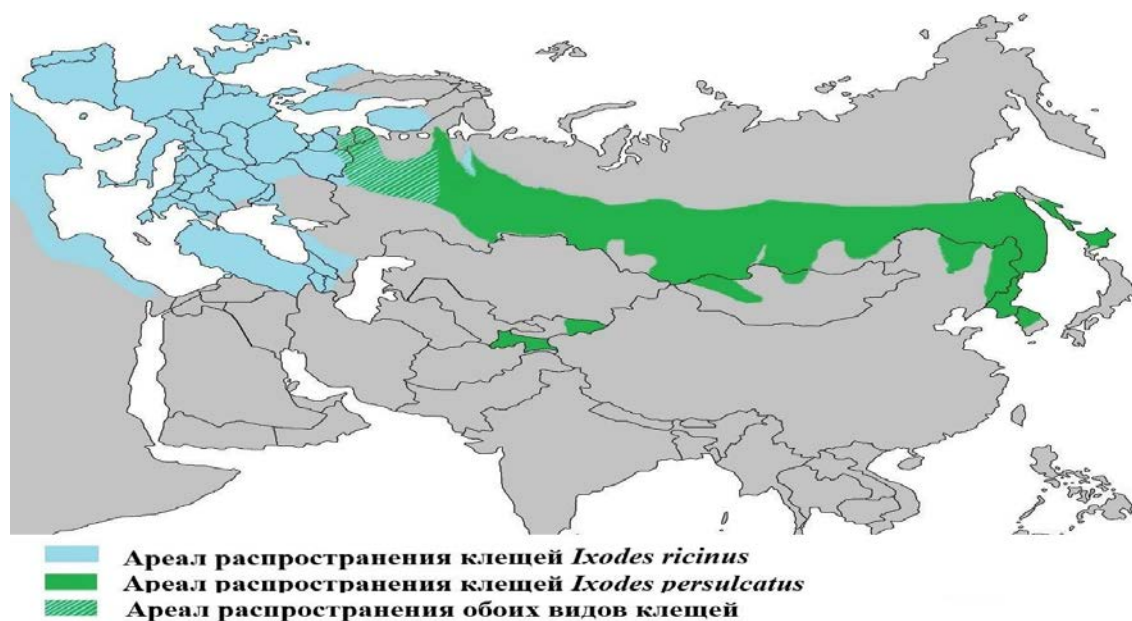 Ареал распространения клещей Ixodes ricinus
Ареал распространения клещей Ixodes persulcatus
Ареал распространения обоих видов клещей